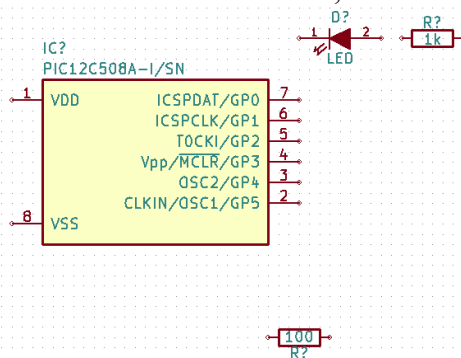 D?
1 2
LED
R?
1k
IC?
PIC12C508A-I/SN
1 VDD ICSPDAT/GP0 7
ICSPCLK/GP1 6
T0CKI/GP2 5
Vpp/MCLR/GP3 4
OSC2/GP4 3
CLKIN/OSC1/GP5 2
8 VSS
100
R?